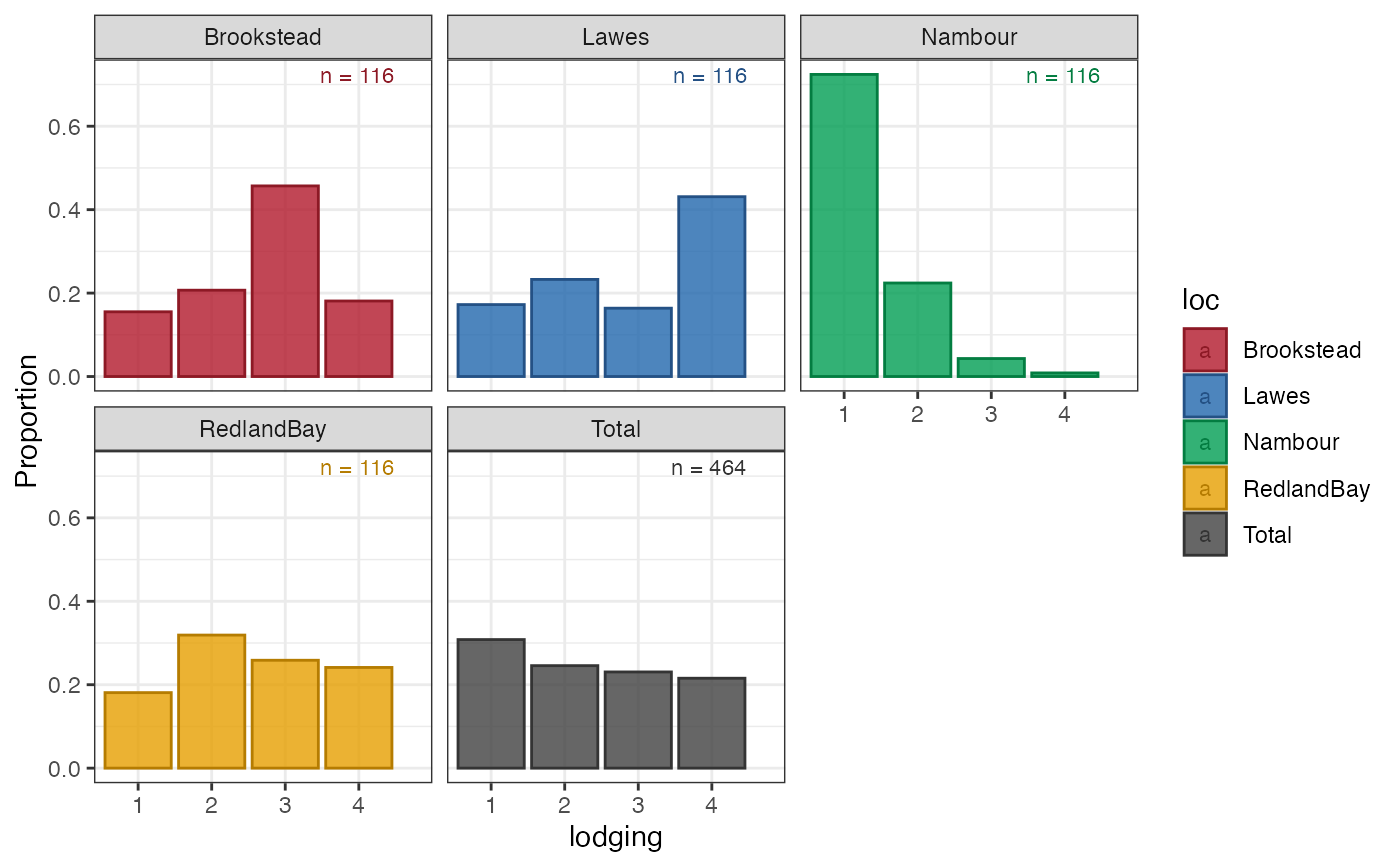 Brookstead
Lawes
Nambour
n = 116
n = 116
n = 116
0.6
0.4
0.2
0.0
1 2 3 4
RedlandBay
Total
n = 116
n = 464
0.6
0.4
0.2
0.0
1 2 3 4
1 2 3 4
lodging
Proportion
loc
a Brookstead
a Lawes
a Nambour
a RedlandBay
a Total